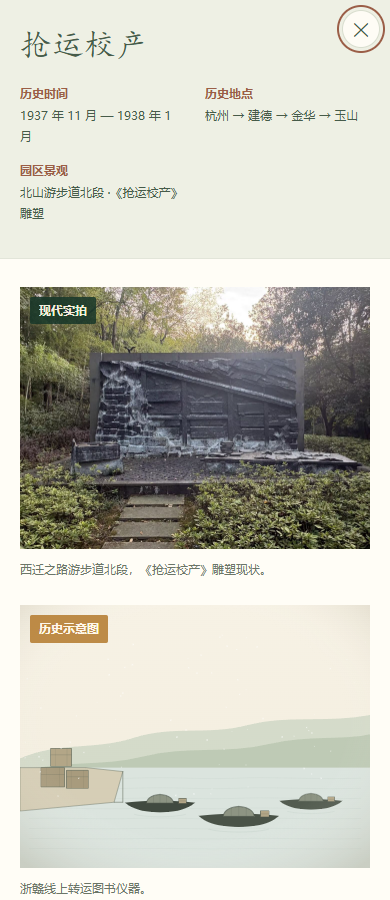 抢运校产
历史时间
1937 年 11 月 — 1938 年 1
月
历史地点
杭州 → 建德 → 金华 → 玉山
园区景观
北山游步道北段 ·《抢运校产》
雕塑
现代实拍
西迁之路游步道北段，《抢运校产》雕塑现状。
历史示意图
浙赣线上转运图书仪器。